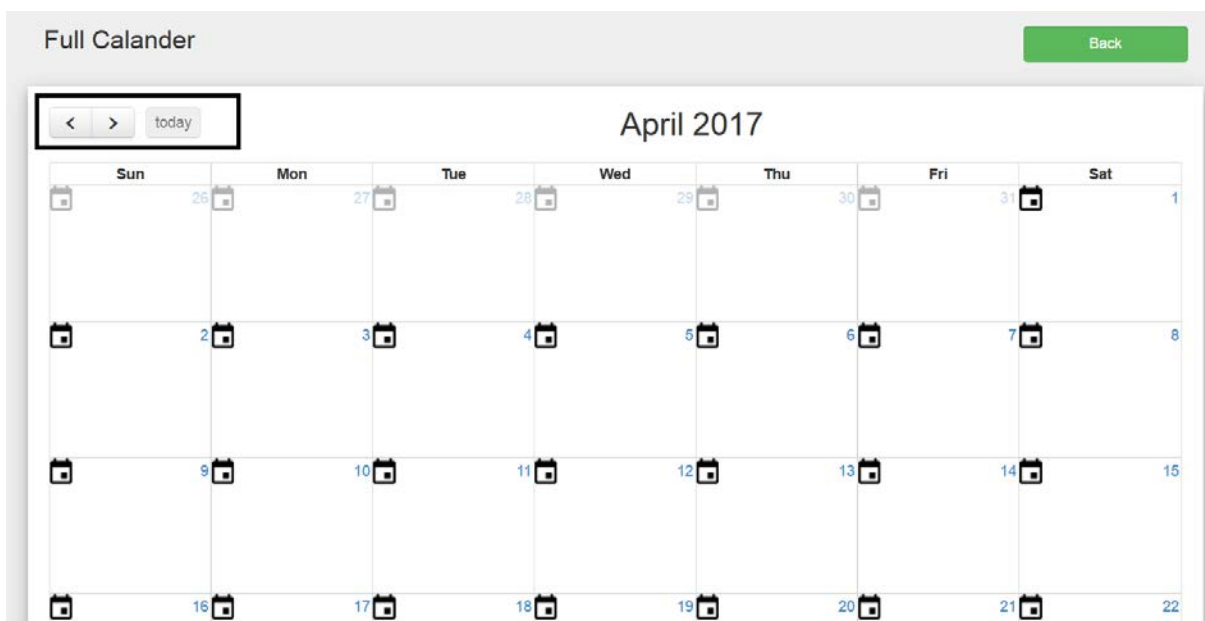 Full Calander
Back
< > today
April 2017
Sun Mon Tue Wed Thu Fri Sat
26 27 28 29 30 31 1
2 3 4 5 6 7 8
9 10 11 12 13 14 15
16 17 18 19 20 21 22